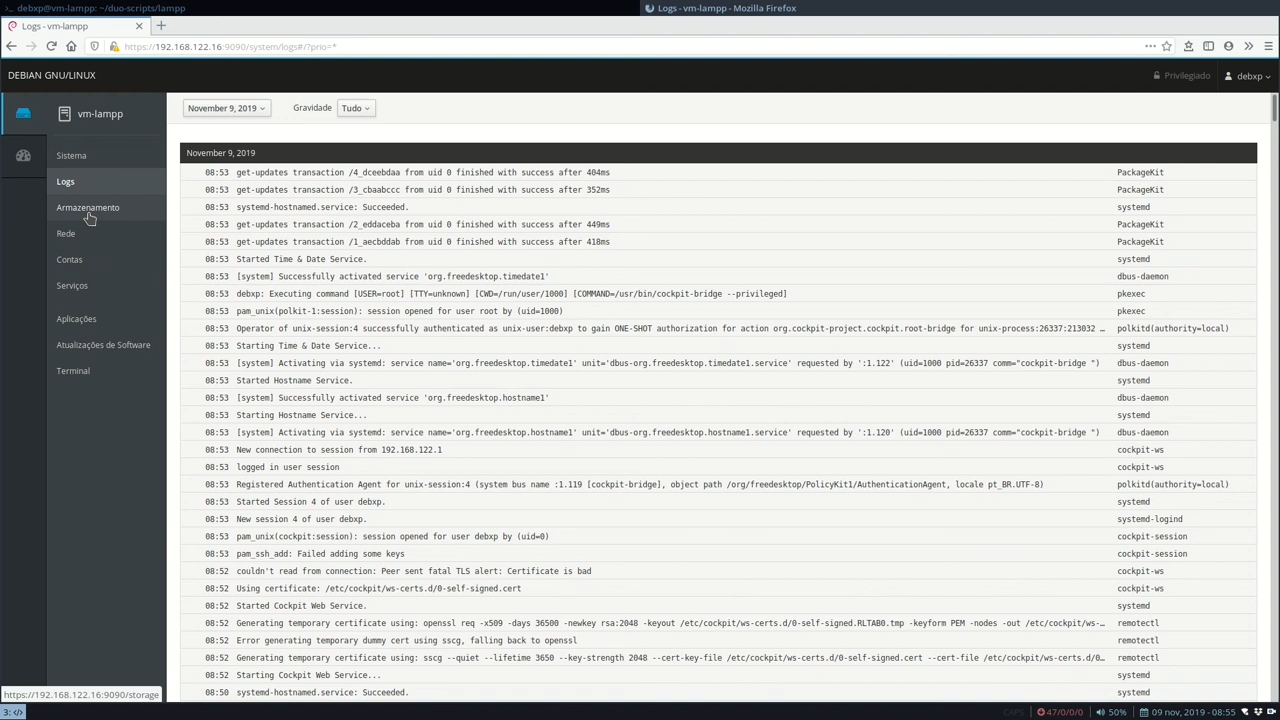 debxp@vm-lampp: ~/duo-scripts/lampp
Logs - vm-lampp - Mozilla Firefox
Logs - vm-lampp
https://192.168.122.16:9090/system/logs#/?prio=*
DEBIAN GNU/LINUX
Privilegiado
debxp
vm-lampp
Sistema
Logs
Armazenamento
Rede
Contas
Serviços
Aplicações
Atualizações de Software
Terminal
November 9, 2019
Gravidade
Tudo
November 9, 2019
08:53 get-updates transaction /4_dceebdaa from uid 0 finished with success after 404ms PackageKit
08:53 get-updates transaction /3_cbaabccc from uid 0 finished with success after 352ms PackageKit
08:53 systemd-hostnamed.service: Succeeded. systemd
08:53 get-updates transaction /2_eddaceba from uid 0 finished with success after 449ms PackageKit
08:53 get-updates transaction /1_aecbddab from uid 0 finished with success after 418ms PackageKit
08:53 Started Time & Date Service. systemd
08:53 [system] Successfully activated service 'org.freedesktop.timedate1' dbus-daemon
08:53 debxp: Executing command [USER=root] [TTY=unknown] [CWD=/run/user/1000] [COMMAND=/usr/bin/cockpit-bridge --privileged] pkexec
08:53 pam_unix(polkit-1:session): session opened for user root by (uid=1000) pkexec
08:53 Operator of unix-session:4 successfully authenticated as unix-user:debxp to gain ONE-SHOT authorization for action org.cockpit-project.cockpit.root-bridge for unix-process:26337:213032 … polkitd(authority=local)
08:53 Starting Time & Date Service... systemd
08:53 [system] Activating via systemd: service name='org.freedesktop.timedate1' unit='dbus-org.freedesktop.timedate1.service' requested by ':1.122' (uid=1000 pid=26337 comm="cockpit-bridge ") dbus-daemon
08:53 Started Hostname Service. systemd
08:53 [system] Successfully activated service 'org.freedesktop.hostname1' dbus-daemon
08:53 Starting Hostname Service... systemd
08:53 [system] Activating via systemd: service name='org.freedesktop.hostname1' unit='dbus-org.freedesktop.hostname1.service' requested by ':1.120' (uid=1000 pid=26337 comm="cockpit-bridge ") dbus-daemon
08:53 New connection to session from 192.168.122.1 cockpit-ws
08:53 logged in user session cockpit-ws
08:53 Registered Authentication Agent for unix-session:4 (system bus name :1.119 [cockpit-bridge], object path /org/freedesktop/PolicyKit1/AuthenticationAgent, locale pt_BR.UTF-8) polkitd(authority=local)
08:53 Started Session 4 of user debxp. systemd
08:53 New session 4 of user debxp. systemd-logind
08:53 pam_unix(cockpit:session): session opened for user debxp by (uid=0) cockpit-session
08:53 pam_ssh_add: Failed adding some keys cockpit-session
08:52 couldn't read from connection: Peer sent fatal TLS alert: Certificate is bad cockpit-ws
08:52 Using certificate: /etc/cockpit/ws-certs.d/0-self-signed.cert cockpit-ws
08:52 Started Cockpit Web Service. systemd
08:52 Generating temporary certificate using: openssl req -x509 -days 36500 -newkey rsa:2048 -keyout /etc/cockpit/ws-certs.d/0-self-signed.RLTAB0.tmp -keyform PEM -nodes -out /etc/cockpit/ws-… remotectl
08:52 Error generating temporary dummy cert using sscg, falling back to openssl remotectl
08:52 Generating temporary certificate using: sscg --quiet --lifetime 3650 --key-strength 2048 --cert-key-file /etc/cockpit/ws-certs.d/0-self-signed.cert --cert-file /etc/cockpit/ws-certs.d/0… remotectl
08:52 Starting Cockpit Web Service... systemd
08:50 systemd-hostnamed.service: Succeeded. systemd
https://192.168.122.16:9090/storage
3: </>
CAPS
47/0/0/0
50%
09 nov, 2019 - 08:55